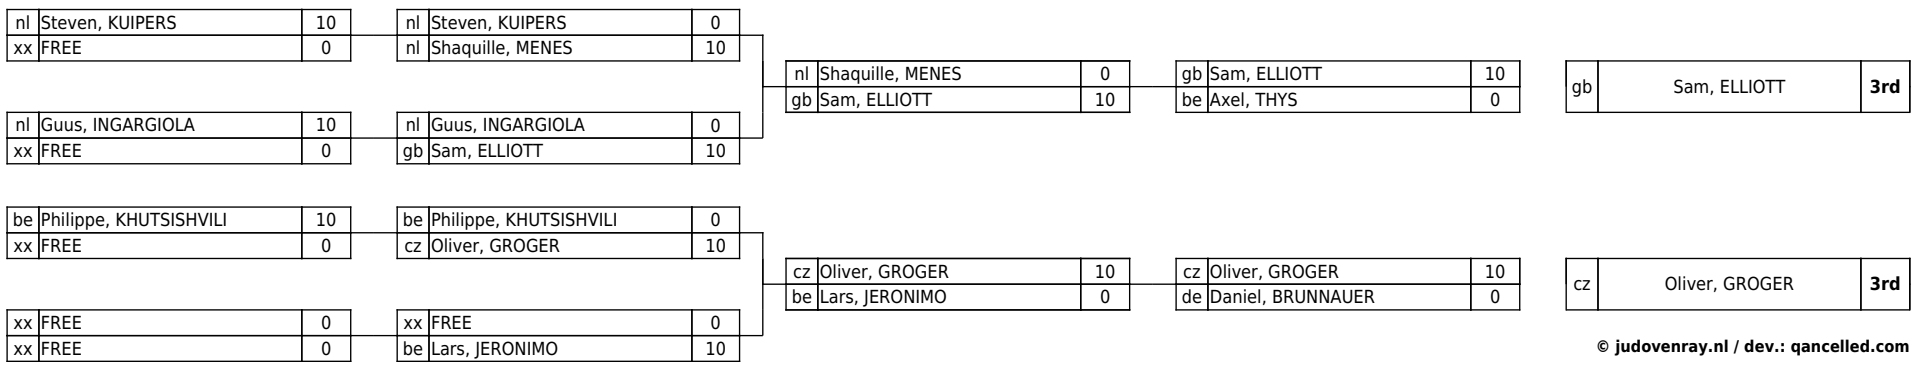 nl Steven, KUIPERS 10 nl Steven, KUIPERS 0
xx FREE 0 nl Shaquille, MENES 10
nl Shaquille, MENES 0 gb Sam, ELLIOTT 10
gb Sam, ELLIOTT 3rd
gb Sam, ELLIOTT 10 be Axel, THYS 0
nl Guus, INGARGIOLA 10 nl Guus, INGARGIOLA 0
xx FREE 0 gb Sam, ELLIOTT 10
be Philippe, KHUTSISHVILI 10 be Philippe, KHUTSISHVILI 0
xx FREE 0 cz Oliver, GROGER 10
cz Oliver, GROGER 10 cz Oliver, GROGER 10
cz Oliver, GROGER 3rd
be Lars, JERONIMO 0 de Daniel, BRUNNAUER 0
xx FREE 0 xx FREE 0
xx FREE 0 be Lars, JERONIMO 10
© judovenray.nl / dev.: qancelled.com